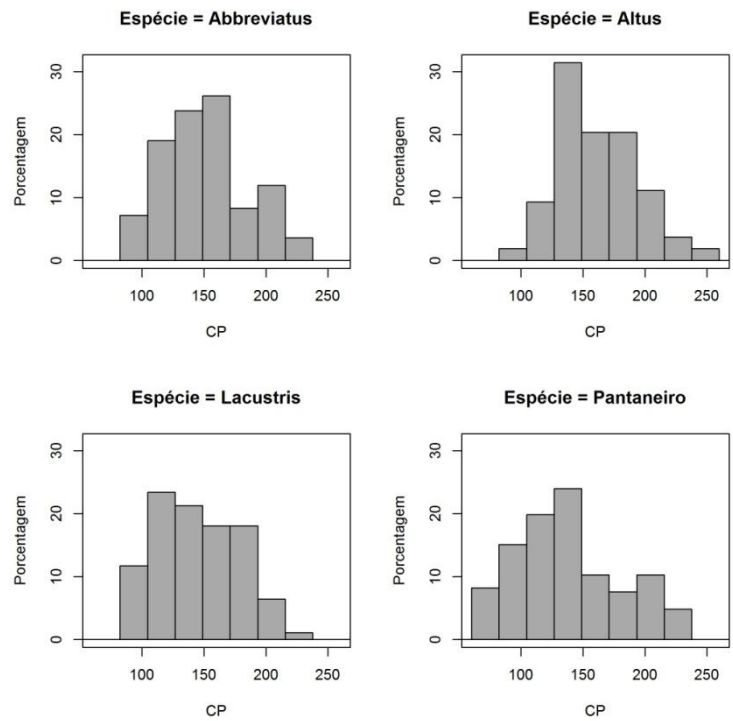 Espécie = Abbreviatus
Porcentagem
30
20
10
0
100 150 200 250
CP
Espécie = Altus
Porcentagem
30
20
10
0
100 150 200 250
CP
Espécie = Lacustris
Porcentagem
30
20
10
0
100 150 200 250
CP
Espécie = Pantaneiro
Porcentagem
30
20
10
0
100 150 200 250
CP